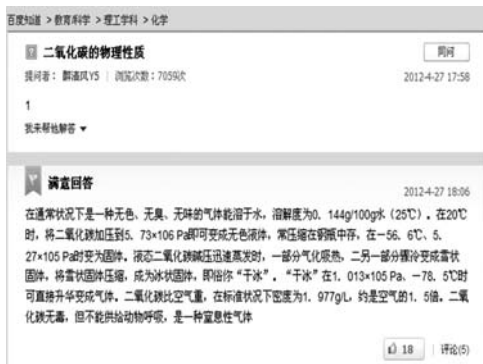 百度知道 > 教育/科学 > 理工学科 > 化学
二氧化碳的物理性质
同问
提问者： Y5 | 浏览次数：7059次
2012-4-27 17:58
1
我来帮他解答
满意回答
2012-4-27 18:06
在通常状况下是一种无色、无臭、无味的气体能溶于水，溶解度为0. 144g/100g水（25℃）。在20℃
时，将二氧化碳加压到5. 73×106 Pa即可变成无色液体，常压缩在钢瓶中存，在－56. 6℃、5.
27×105 Pa时变为固体。液态二氧化碳减压迅速蒸发时，一部分气化吸热，二另一部分骤冷变成雪状
固体，将雪状固体压缩，成为冰状固体，即俗你“干冰”。“干冰”在1. 013×105 Pa、－78. 5℃时
可直接升华变成气体。二氧化碳比空气重，在标准状况下密度为1. 977g/L，约是空气的1. 5倍。二氧
化碳无毒，但不能供给动物呼吸，是一种窒息性气体
18 | 评论(5)